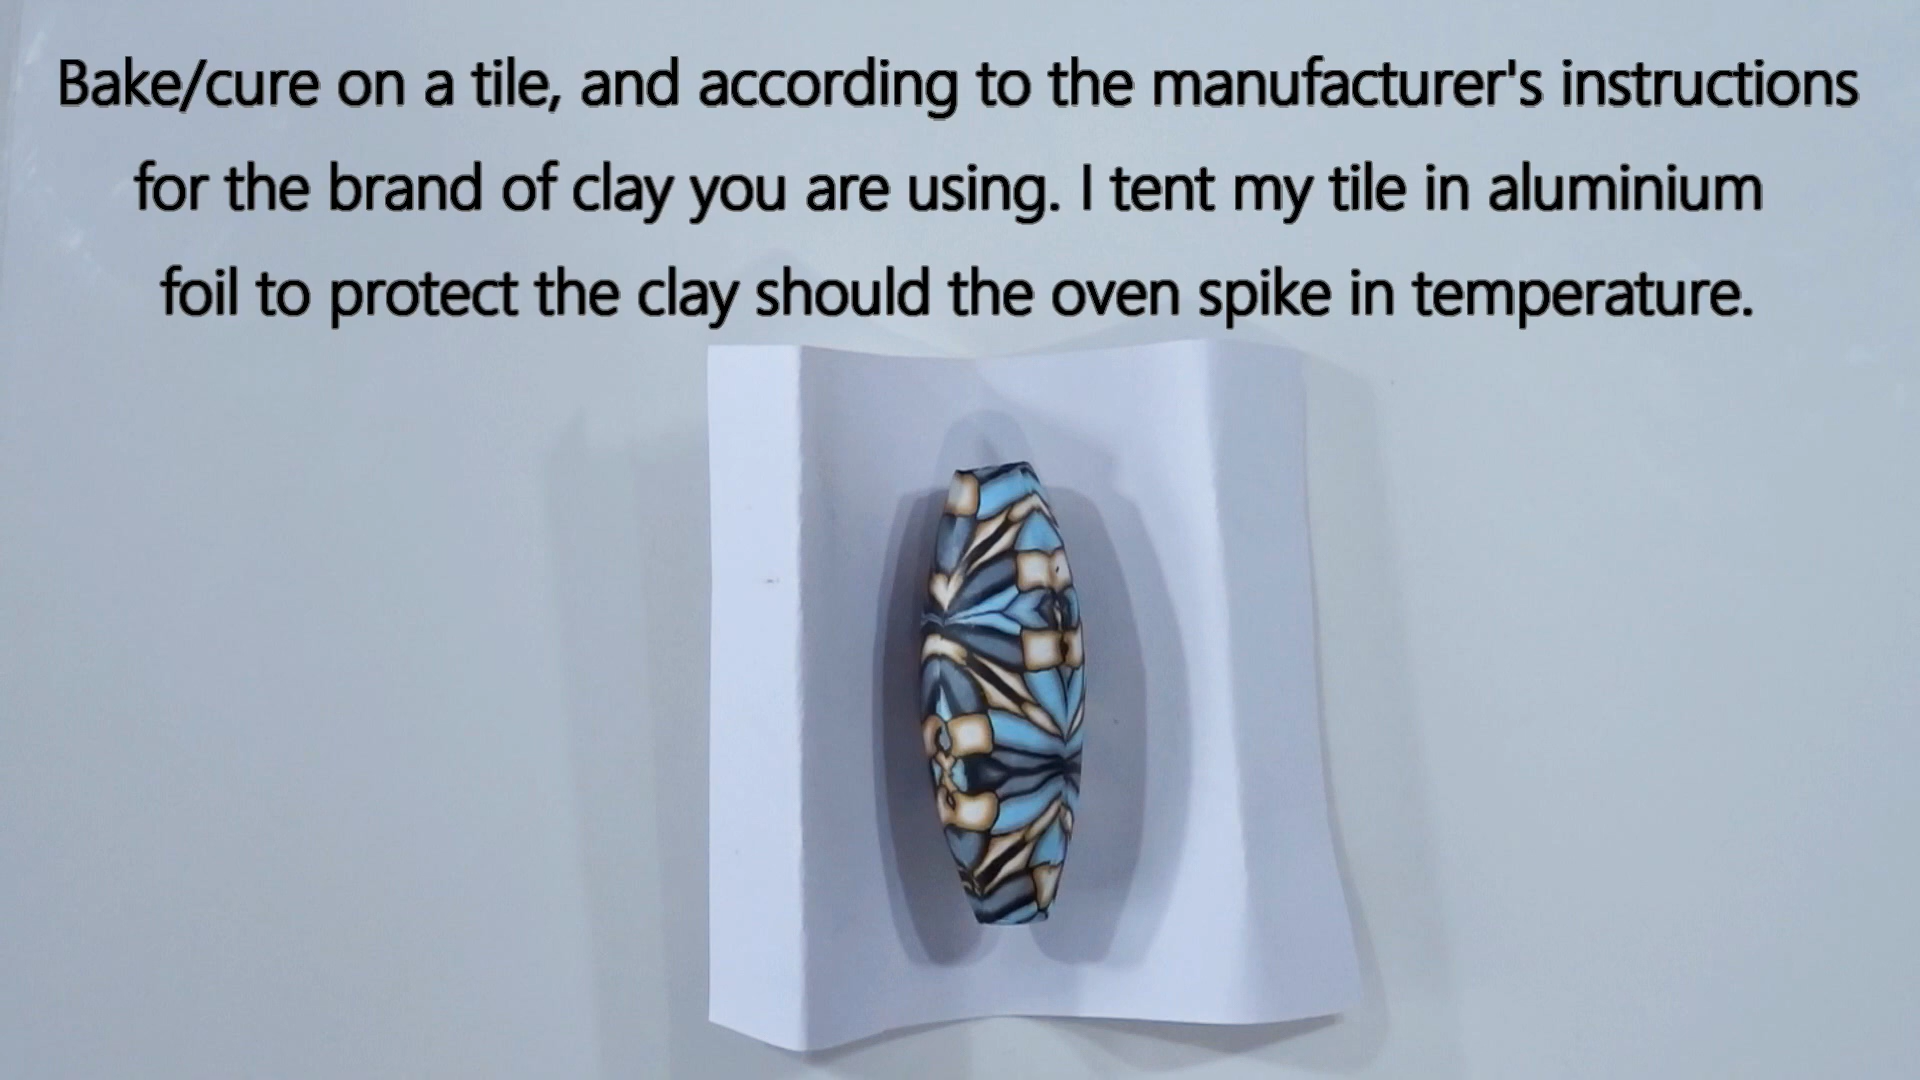 Bake/cure on a tile, and according to the manufacturer's instructions
for the brand of clay you are using. I tent my tile in aluminium
foil to protect the clay should the oven spike in temperature.